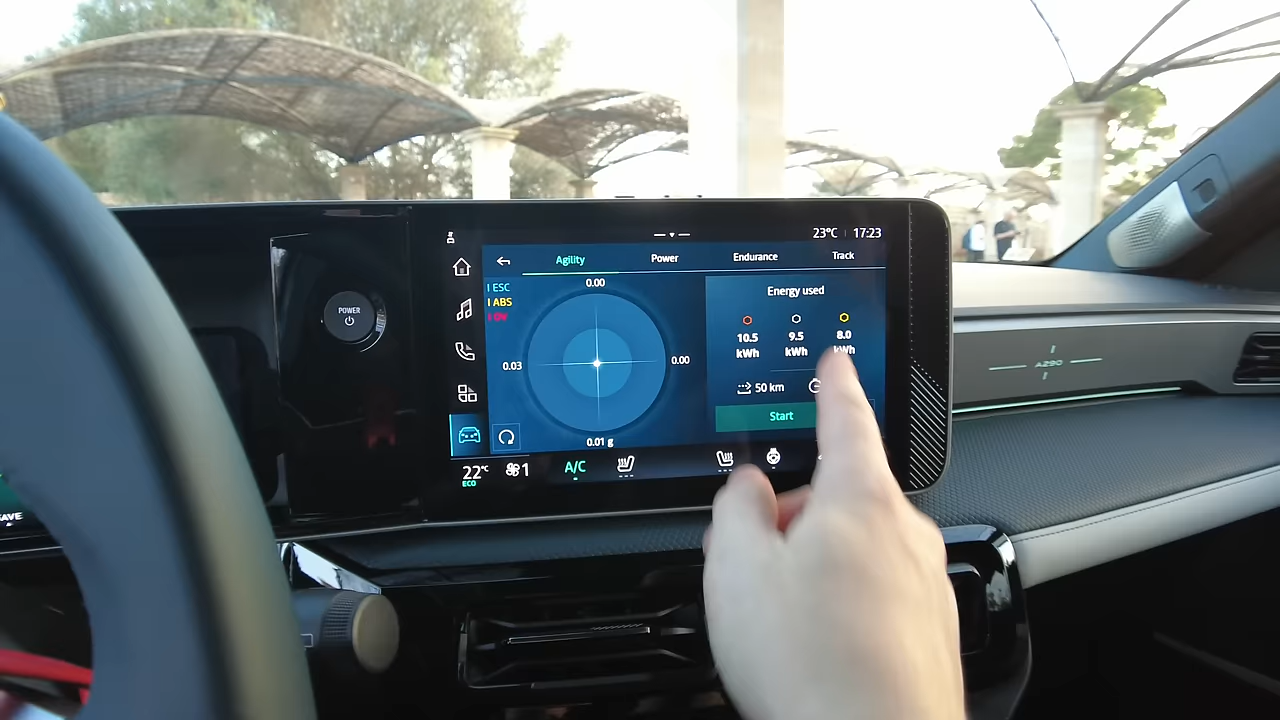 23°C 17:23
Agility Power Endurance Track
ESC
ABS
0.00
0.03
0.00
0.01 g
Energy used
10.5 9.5 8.0
kWh kWh kWh
50 km
Start
22°C 1 A/C
ECO
POWER
A290